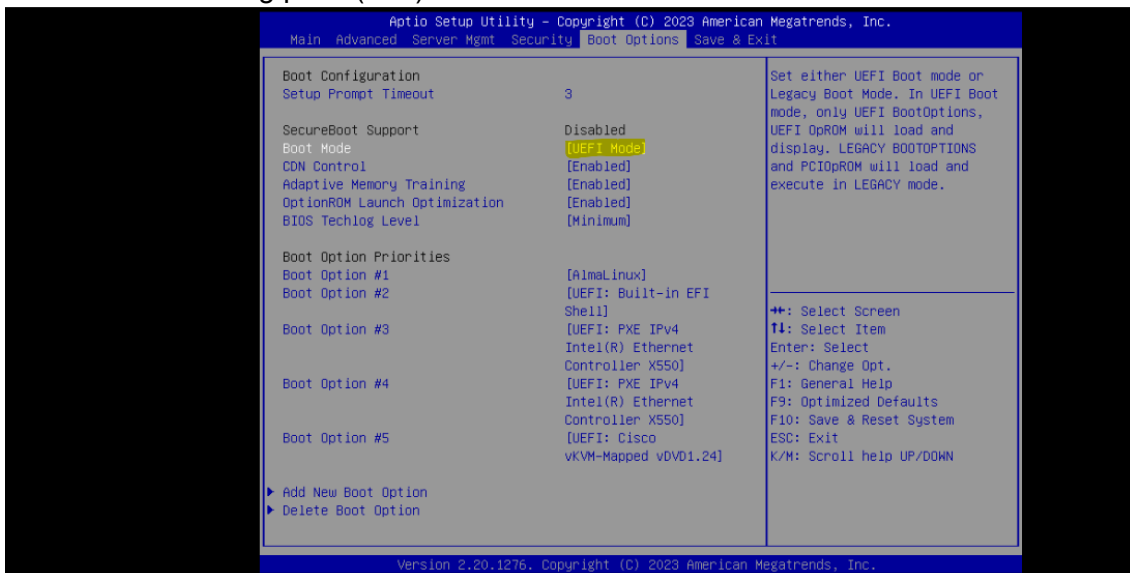 Aptio Setup Utility – Copyright (C) 2023 American Megatrends, Inc.
Main Advanced Server Mgmt Security Boot Options Save & Exit
Boot Configuration
Setup Prompt Timeout 3
SecureBoot Support Disabled
Boot Mode [UEFI Mode]
CDN Control [Enabled]
Adaptive Memory Training [Enabled]
OptionROM Launch Optimization [Enabled]
BIOS Techlog Level [Minimum]
Boot Option Priorities
Boot Option #1 [AlmaLinux]
Boot Option #2 [UEFI: Built-in EFI
Shell]
Boot Option #3 [UEFI: PXE IPv4
Intel(R) Ethernet
Controller X550]
Boot Option #4 [UEFI: PXE IPv4
Intel(R) Ethernet
Controller X550]
Boot Option #5 [UEFI: Cisco
vKVM-Mapped vDVD1.24]
Add New Boot Option
Delete Boot Option
Set either UEFI Boot mode or
Legacy Boot Mode. In UEFI Boot
mode, only UEFI BootOptions,
UEFI OpROM will load and
display. LEGACY BOOTOPTIONS
and PCIOpROM will load and
execute in LEGACY mode.
→←: Select Screen
↑↓: Select Item
Enter: Select
+/-: Change Opt.
F1: General Help
F9: Optimized Defaults
F10: Save & Reset System
ESC: Exit
K/M: Scroll help UP/DOWN
Version 2.20.1276. Copyright (C) 2023 American Megatrends, Inc.